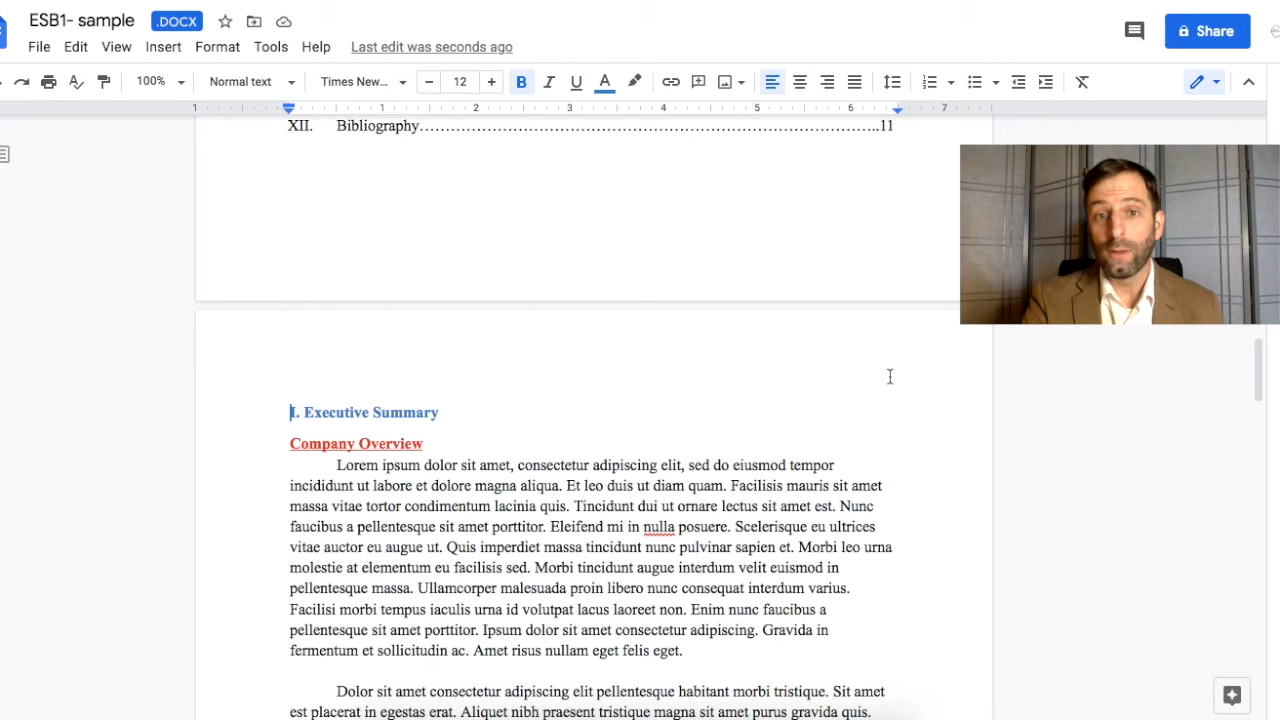 ESB1- sample .DOCX
File Edit View Insert Format Tools Help Last edit was seconds ago
Share
100% Normal text Times New... − 12 + B I U A
1 1 2 3 4 5 6 7
XII. Bibliography…………………………………………………………………………..11
I. Executive Summary
Company Overview
Lorem ipsum dolor sit amet, consectetur adipiscing elit, sed do eiusmod tempor
incididunt ut labore et dolore magna aliqua. Et leo duis ut diam quam. Facilisis mauris sit amet
massa vitae tortor condimentum lacinia quis. Tincidunt dui ut ornare lectus sit amet est. Nunc
faucibus a pellentesque sit amet porttitor. Eleifend mi in nulla posuere. Scelerisque eu ultrices
vitae auctor eu augue ut. Quis imperdiet massa tincidunt nunc pulvinar sapien et. Morbi leo urna
molestie at elementum eu facilisis sed. Morbi tincidunt augue interdum velit euismod in
pellentesque massa. Ullamcorper malesuada proin libero nunc consequat interdum varius.
Facilisi morbi tempus iaculis urna id volutpat lacus laoreet non. Enim nunc faucibus a
pellentesque sit amet porttitor. Ipsum dolor sit amet consectetur adipiscing. Gravida in
fermentum et sollicitudin ac. Amet risus nullam eget felis eget.
Dolor sit amet consectetur adipiscing elit pellentesque habitant morbi tristique. Sit amet
est placerat in egestas erat. Aliquet nibh praesent tristique magna sit amet purus gravida quis.